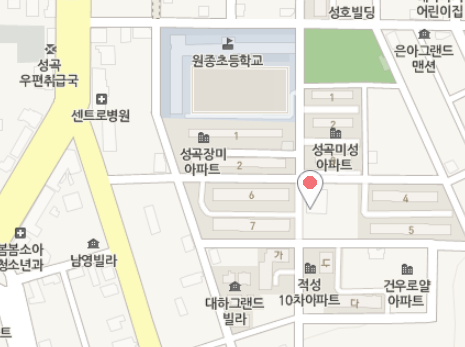 성호빌딩
어린이집
은아그랜드
맨션
성곡
우편취급국
원종초등학교
센트로병원
1
2
1
성곡장미
아파트
2
성곡미성
아파트
6
4
7
5
봄봄소아
청소년과
남영빌라
가
다
적성
10차아파트
다
건우로얄
아파트
대하그랜드
빌라
트